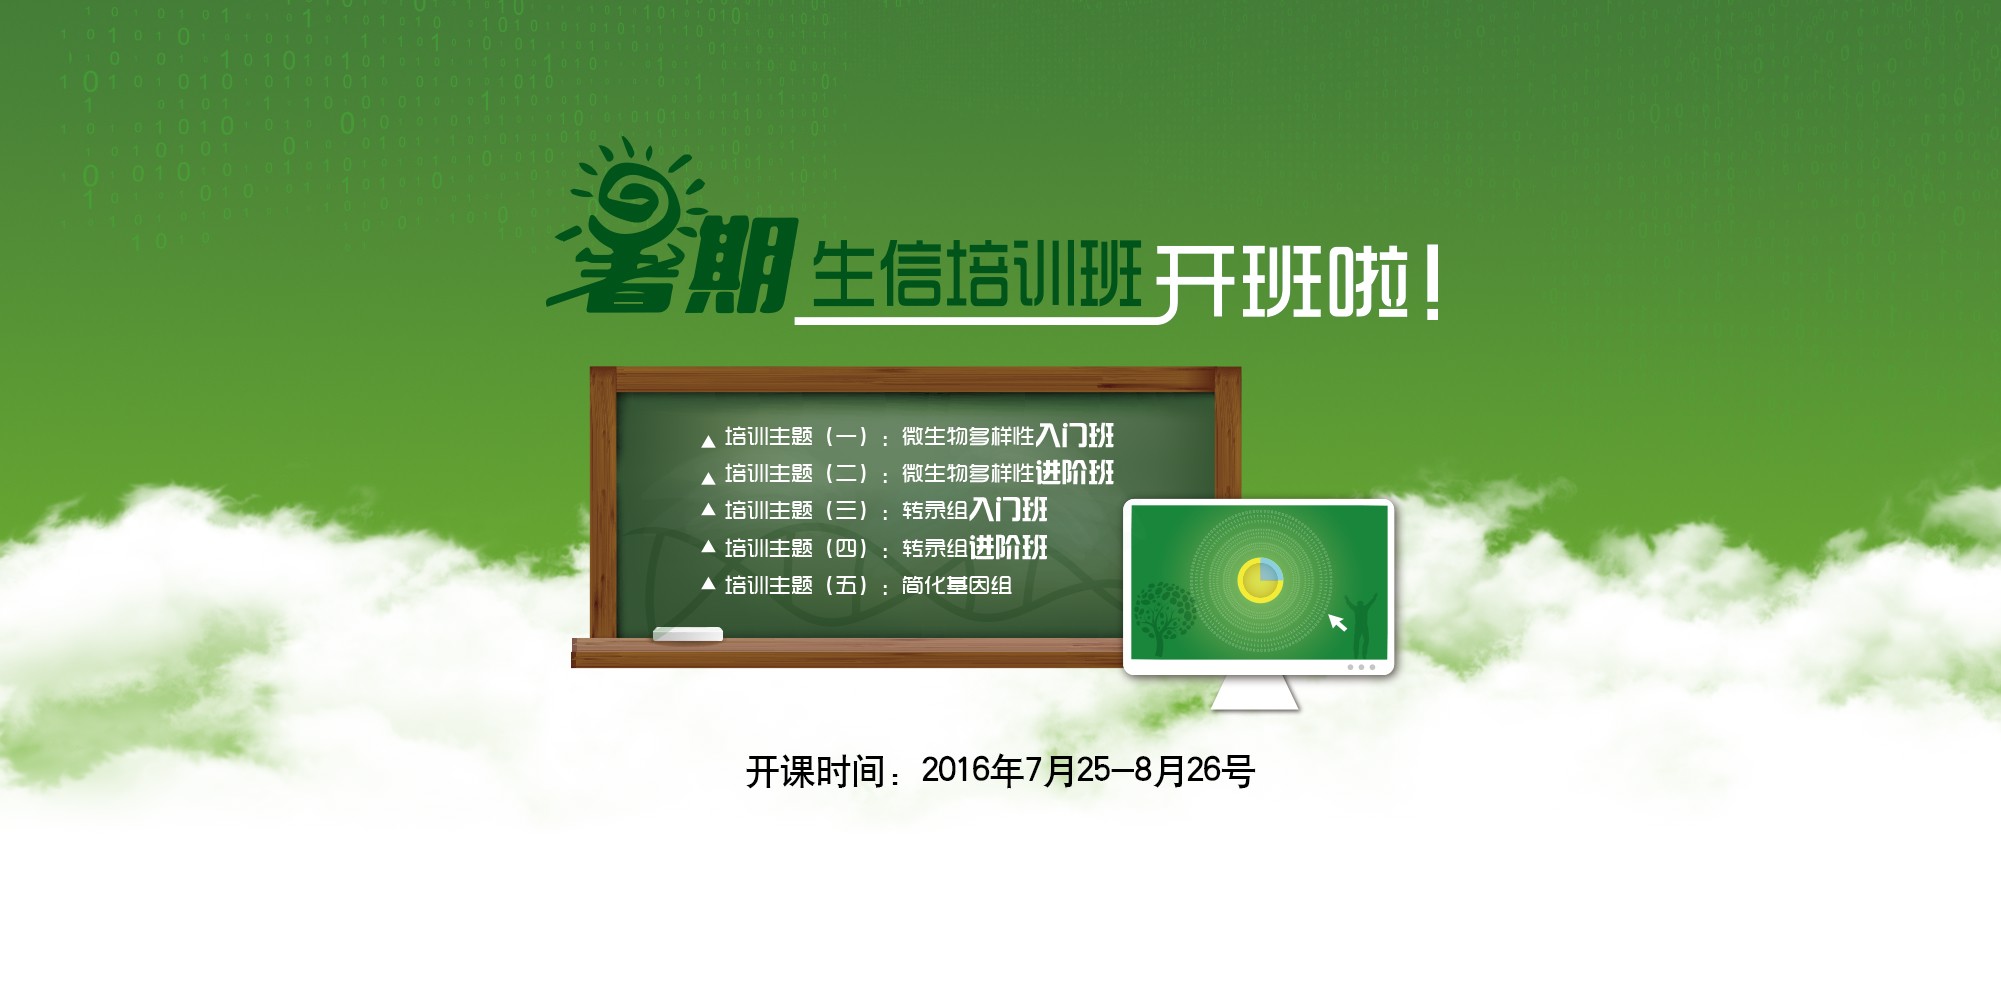 暑期生信培训班开班啦！
培训主题（一）：微生物多样性入门班
培训主题（二）：微生物多样性进阶班
培训主题（三）：转录组入门班
培训主题（四）：转录组进阶班
培训主题（五）：简化基因组
开课时间：2016年7月25-8月26号